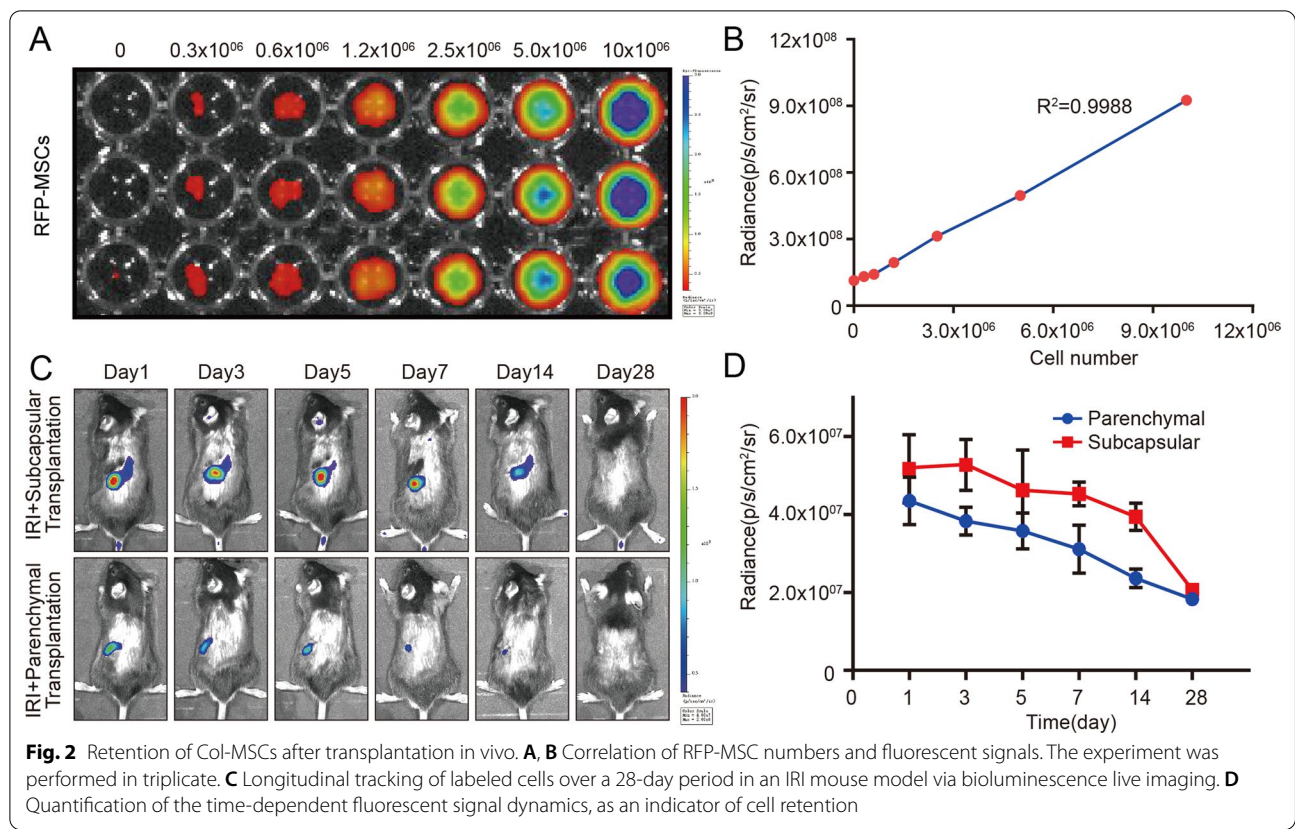 A
0 0.3x10⁰⁶ 0.6x10⁰⁶ 1.2x10⁰⁶ 2.5x10⁰⁶ 5.0x10⁰⁶ 10x10⁰⁶
RFP-MSCs
B
12x10⁰⁸
9.0x10⁰⁸
6.0x10⁰⁸
3.0x10⁰⁸
0
Radiance(p/s/cm²/sr)
R²=0.9988
0 3.0x10⁰⁶ 6.0x10⁰⁶ 9.0x10⁰⁶ 12x10⁰⁶
Cell number
C
Day1 Day3 Day5 Day7 Day14 Day28
IRI+Subcapsular
Transplantation
IRI+Parenchymal
Transplantation
D
6.0x10⁰⁷
4.0x10⁰⁷
2.0x10⁰⁷
0
Radiance(p/s/cm²/sr)
Parenchymal
Subcapsular
0 1 3 5 7 14 28
Time(day)
Fig. 2 Retention of Col-MSCs after transplantation in vivo. A, B Correlation of RFP-MSC numbers and fluorescent signals. The experiment was
performed in triplicate. C Longitudinal tracking of labeled cells over a 28-day period in an IRI mouse model via bioluminescence live imaging. D
Quantification of the time-dependent fluorescent signal dynamics, as an indicator of cell retention